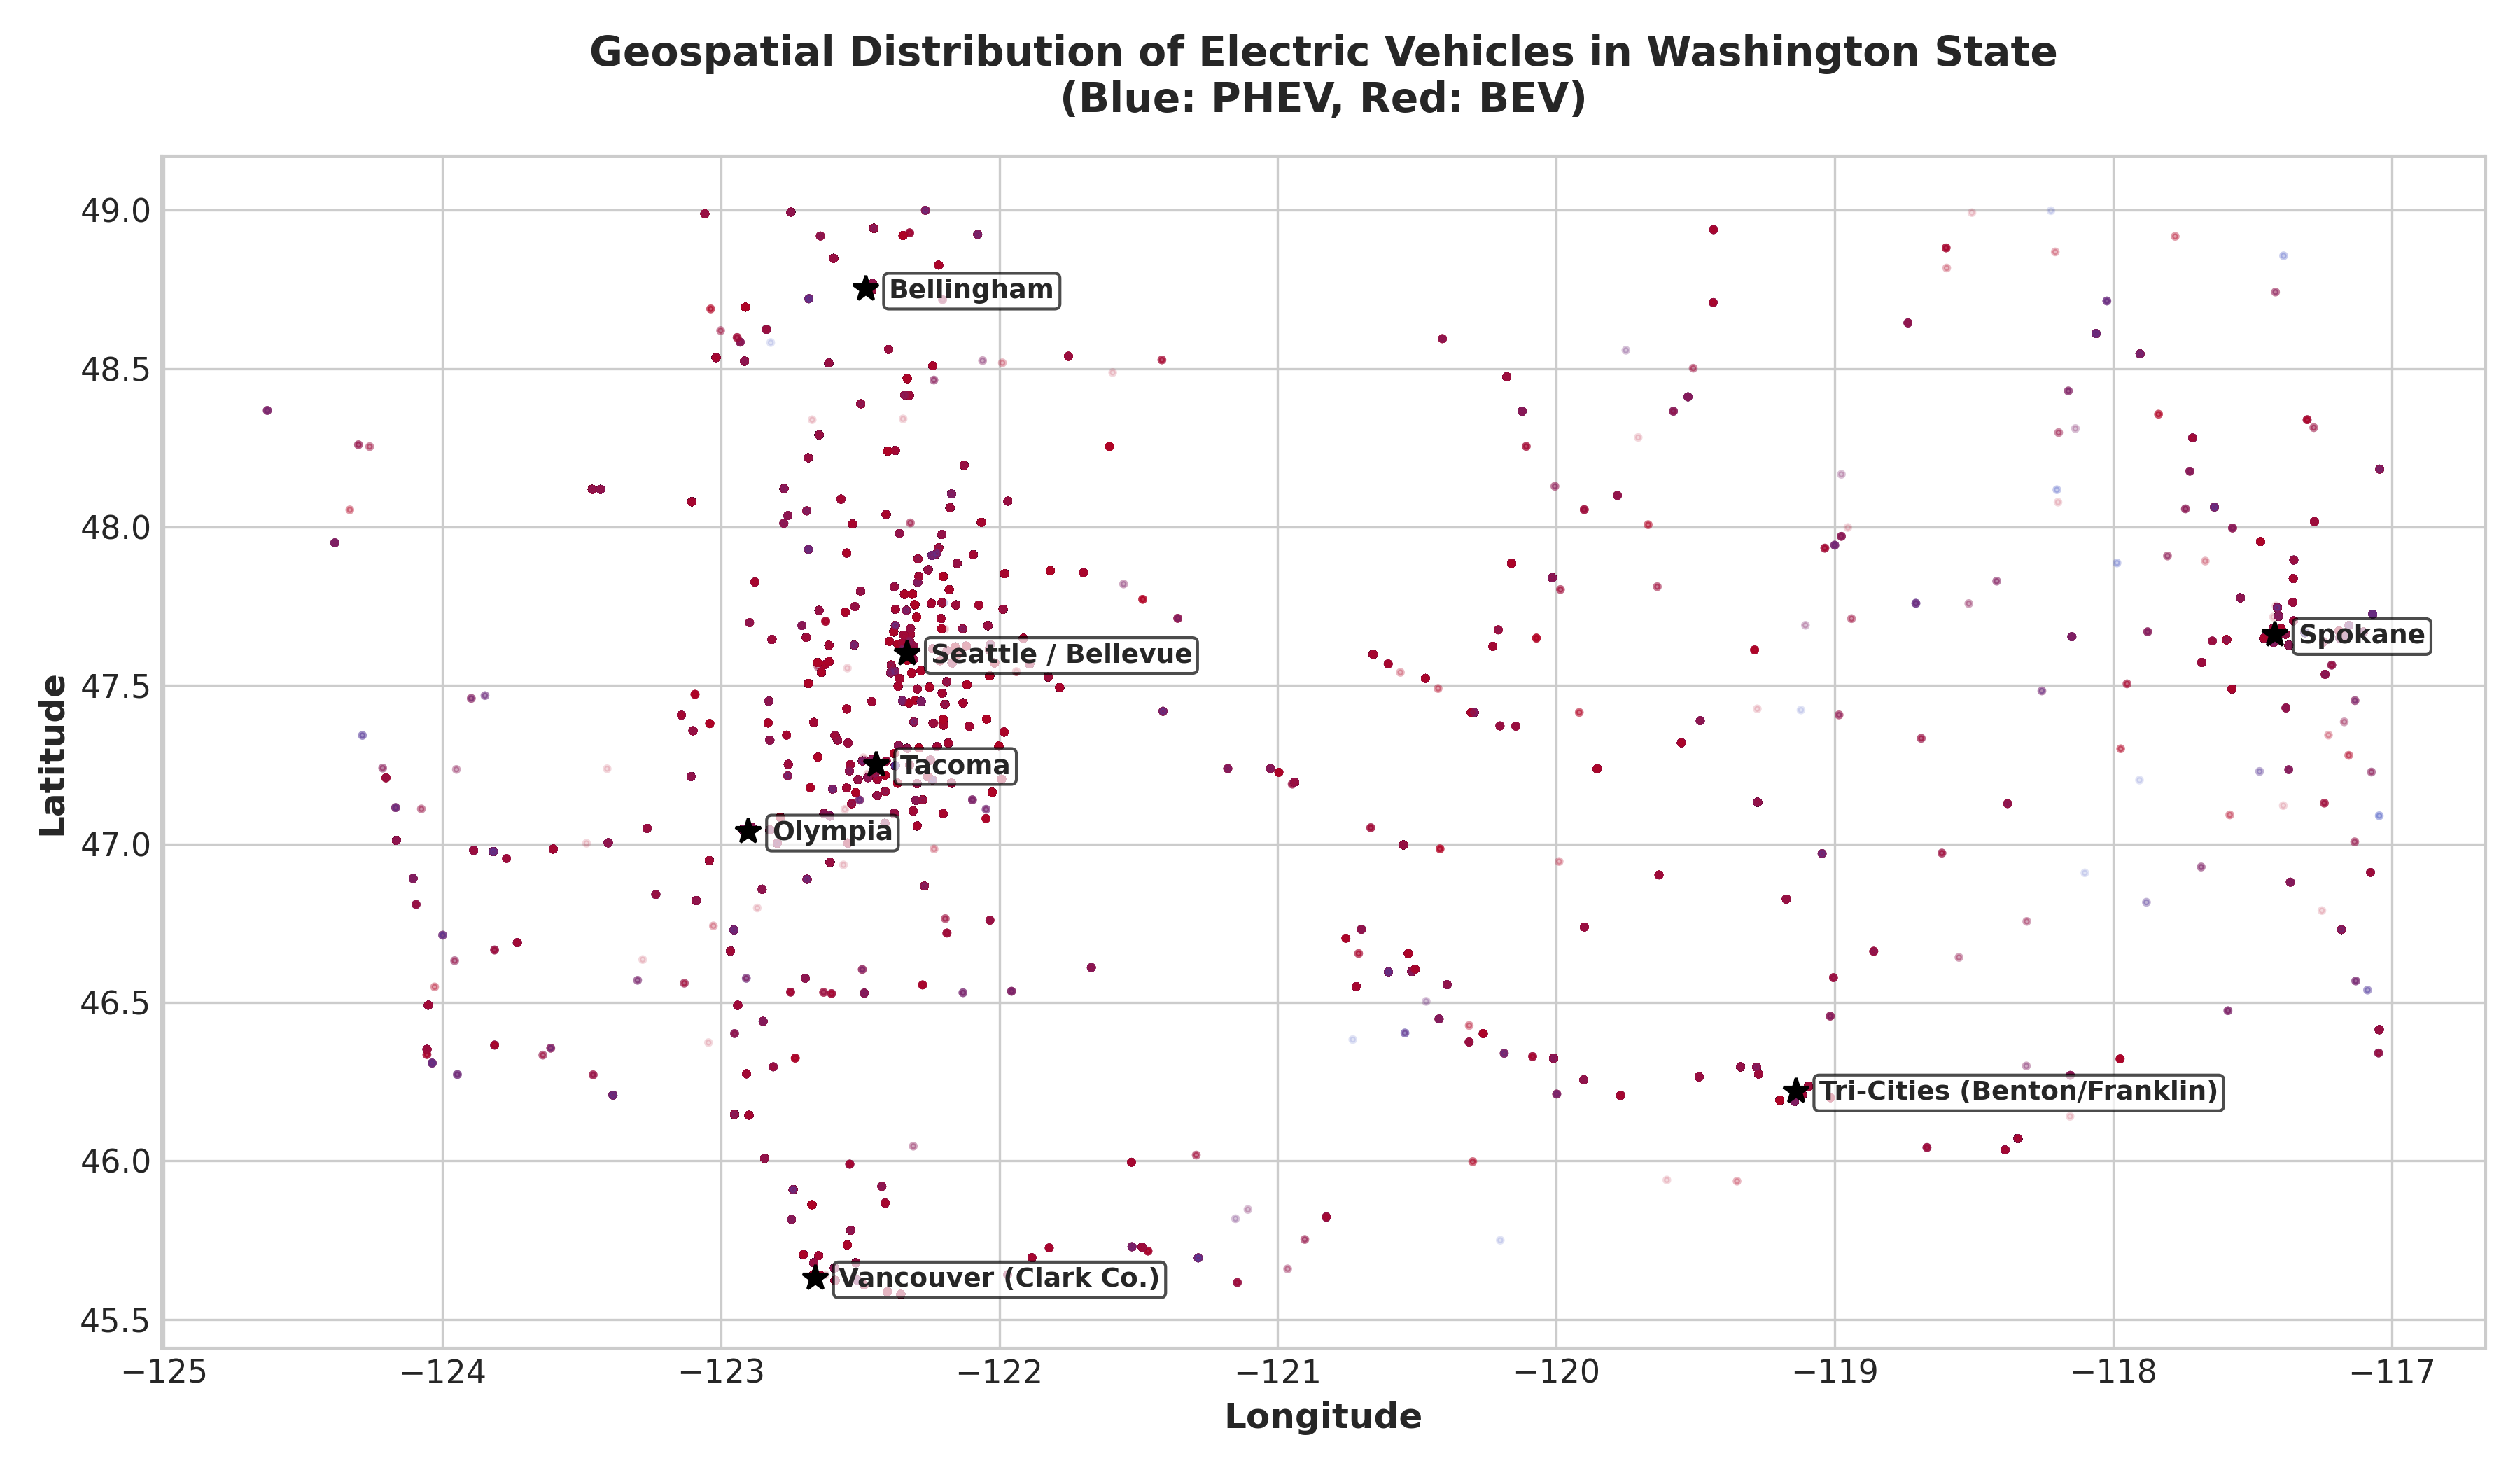 Geospatial Distribution of Electric Vehicles in Washington State
(Blue: PHEV, Red: BEV)
Latitude
49.0
48.5
48.0
47.5
47.0
46.5
46.0
45.5
Bellingham
Seattle / Bellevue
Spokane
Tacoma
Olympia
Tri-Cities (Benton/Franklin)
Vancouver (Clark Co.)
−125 −124 −123 −122 −121 −120 −119 −118 −117
Longitude